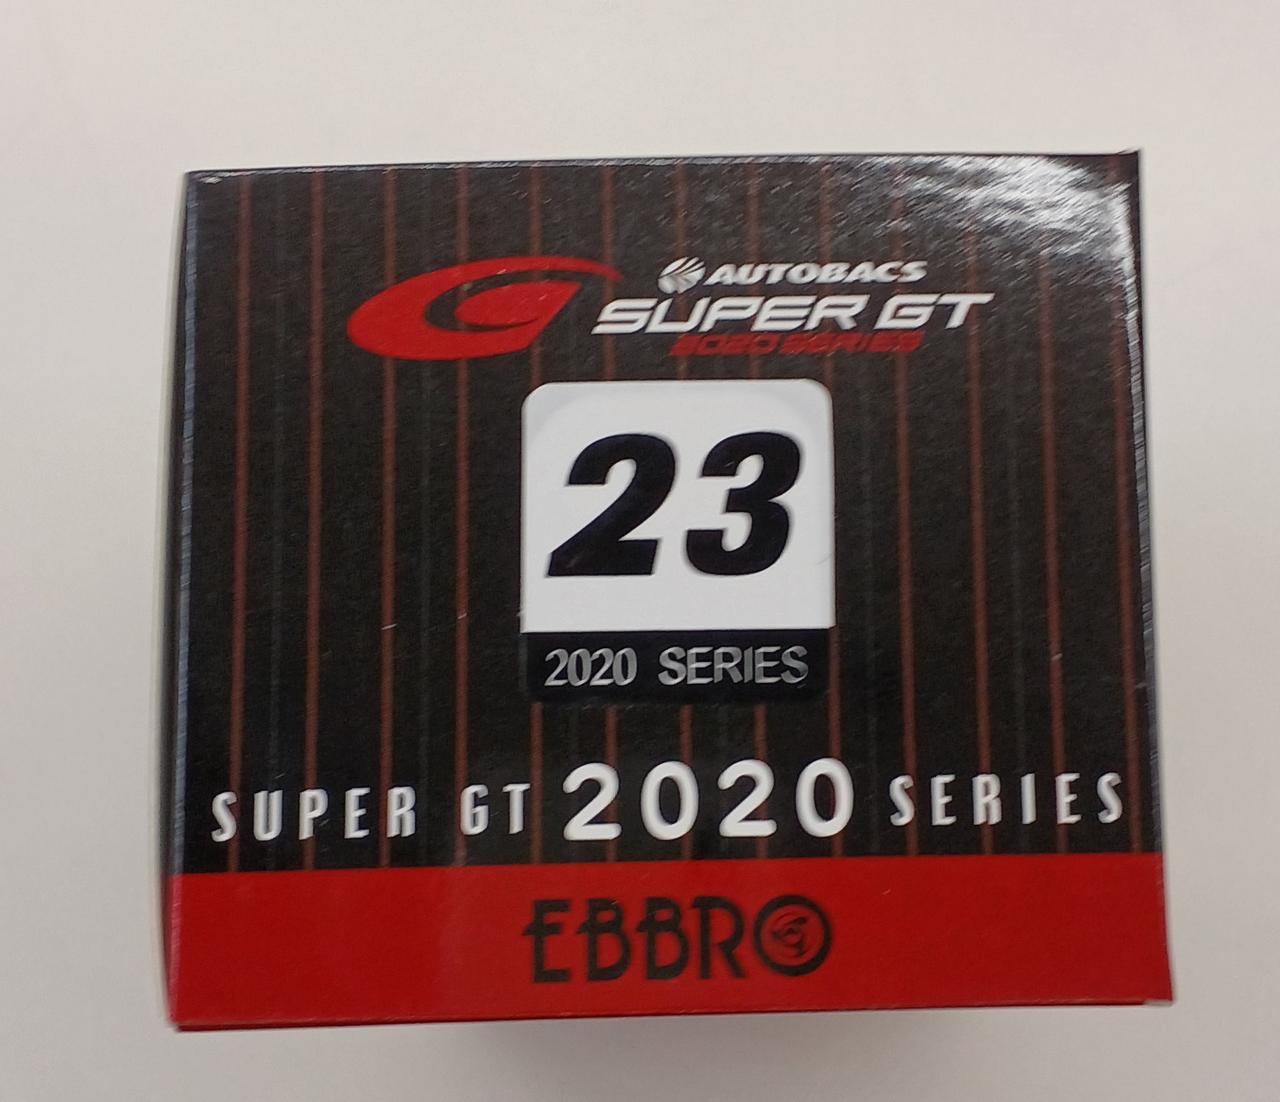 AUTOBACS
SUPER GT
2020 SERIES
23
2020 SERIES
SUPER GT 2020 SERIES
EBBRO